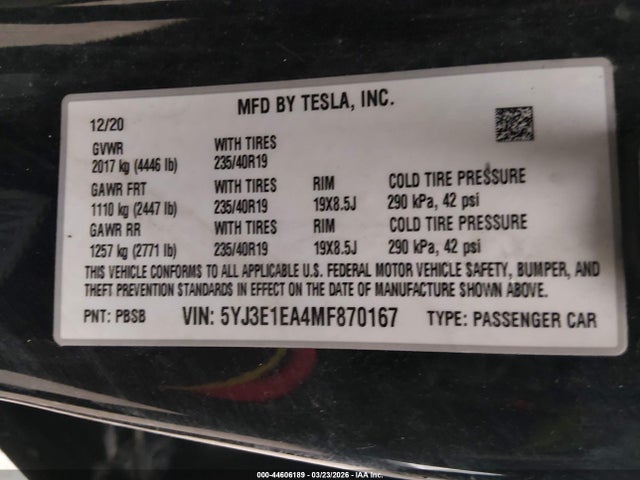 MFD BY TESLA, INC.
12/20
GVWR WITH TIRES
2017 kg (4446 lb) 235/40R19
GAWR FRT WITH TIRES RIM COLD TIRE PRESSURE
1110 kg (2447 lb) 235/40R19 19X8.5J 290 kPa, 42 psi
GAWR RR WITH TIRES RIM COLD TIRE PRESSURE
1257 kg (2771 lb) 235/40R19 19X8.5J 290 kPa, 42 psi
THIS VEHICLE CONFORMS TO ALL APPLICABLE U.S. FEDERAL MOTOR VEHICLE SAFETY, BUMPER, AND
THEFT PREVENTION STANDARDS IN EFFECT ON THE DATE OF MANUFACTURE SHOWN ABOVE.
PNT: PBSB VIN: 5YJ3E1EA4MF870167 TYPE: PASSENGER CAR
000-44606189 - 03/23/2026 - IAA, Inc.